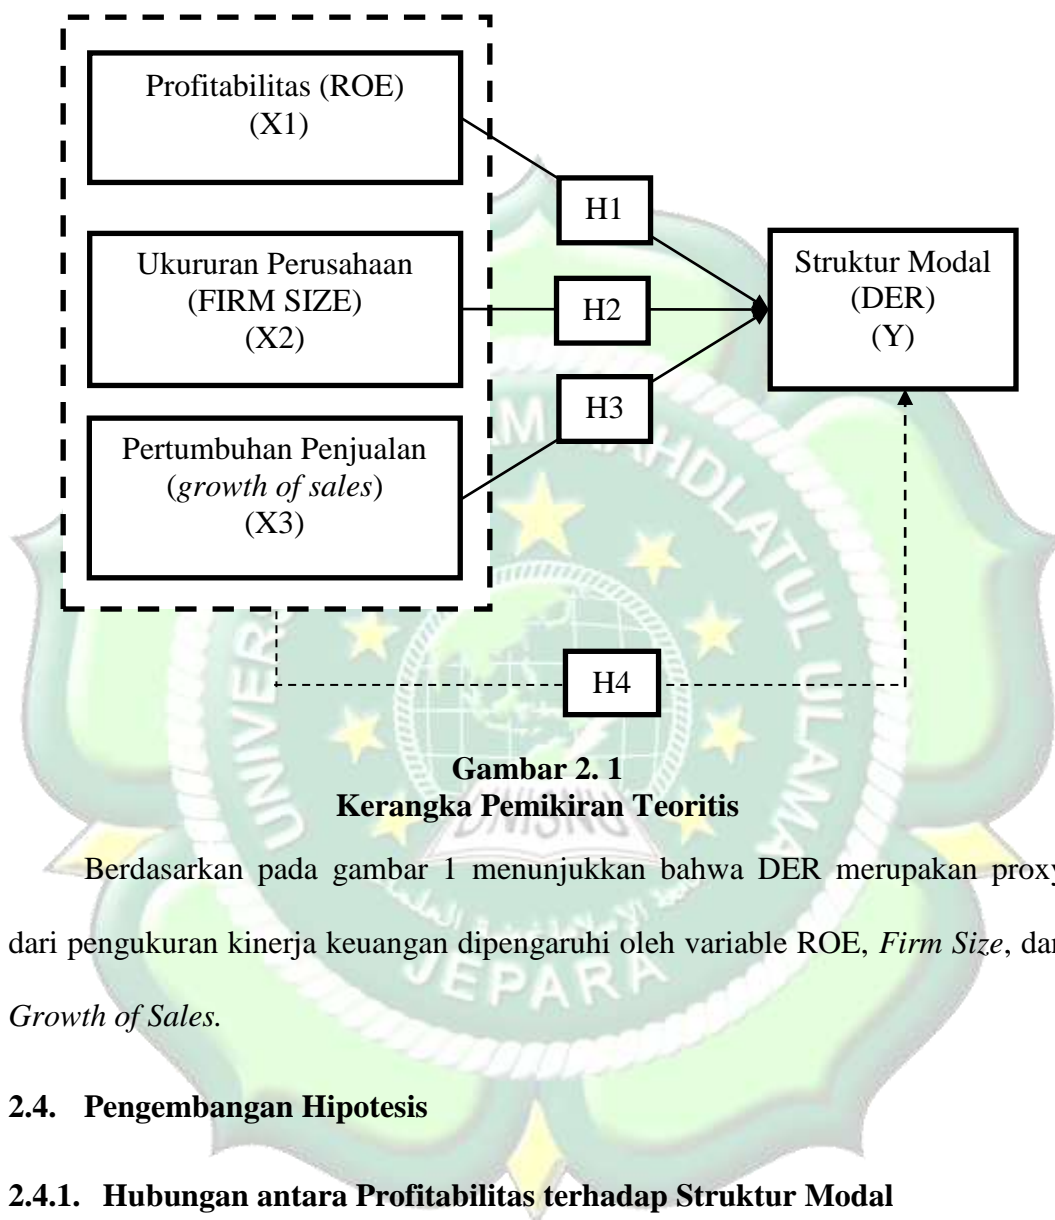 Profitabilitas (ROE)
(X1)
H1
Ukururan Perusahaan
(FIRM SIZE)
(X2)
H2
Struktur Modal
(DER)
(Y)
H3
Pertumbuhan Penjualan
(growth of sales)
(X3)
H4
Gambar 2. 1
Kerangka Pemikiran Teoritis
Berdasarkan pada gambar 1 menunjukkan bahwa DER merupakan proxy
dari pengukuran kinerja keuangan dipengaruhi oleh variable ROE, Firm Size, dan
Growth of Sales.
2.4. Pengembangan Hipotesis
2.4.1. Hubungan antara Profitabilitas terhadap Struktur Modal
UNISNU
JEPARA